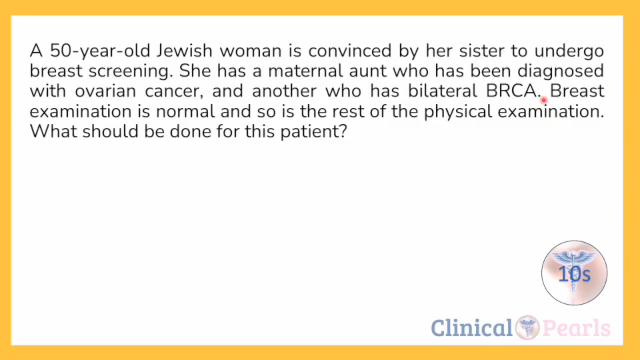 A 50-year-old Jewish woman is convinced by her sister to undergo
breast screening. She has a maternal aunt who has been diagnosed
with ovarian cancer, and another who has bilateral BRCA. Breast
examination is normal and so is the rest of the physical examination.
What should be done for this patient?
10s
Clinical Pearls